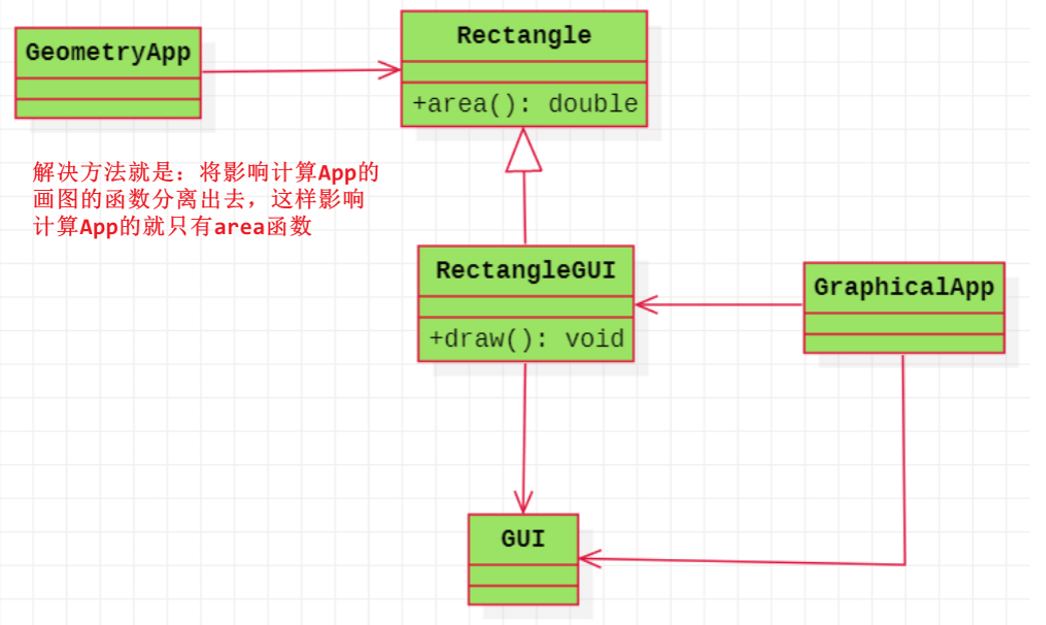 GeometryApp
Rectangle
+area(): double
解决方法就是：将影响计算App的
画图的函数分离出去，这样影响
计算App的就只有area函数
RectangleGUI
+draw(): void
GraphicalApp
GUI